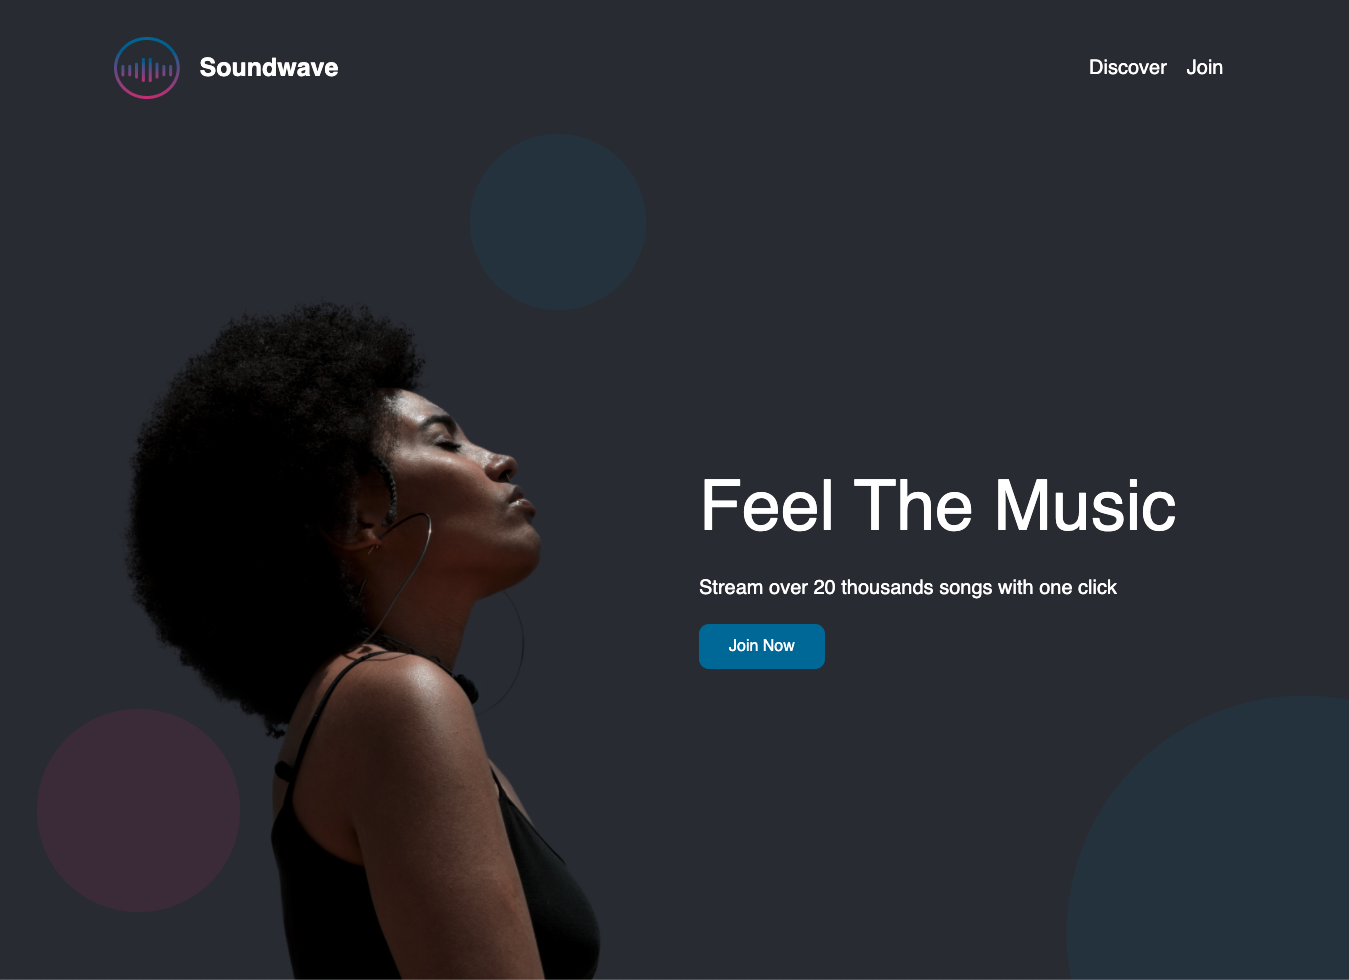 Soundwave
Discover Join
Feel The Music
Stream over 20 thousands songs with one click
Join Now